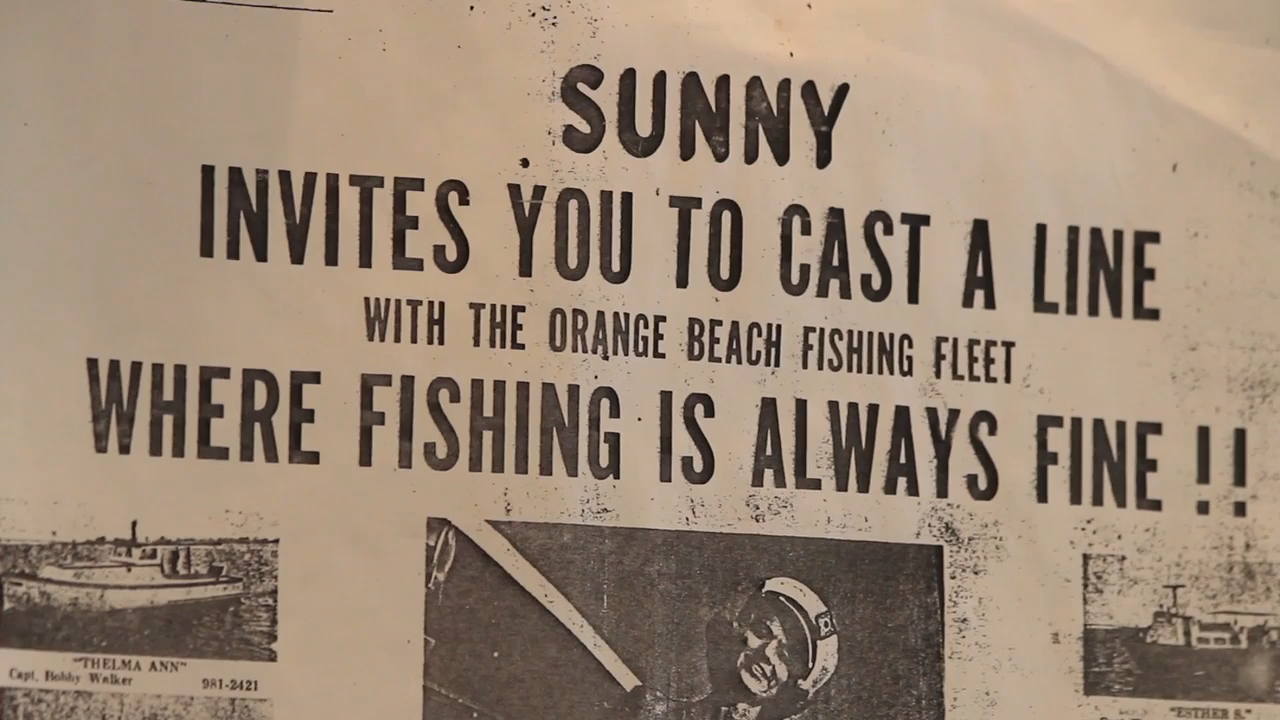 SUNNY
INVITES YOU TO CAST A LINE
WITH THE ORANGE BEACH FISHING FLEET
WHERE FISHING IS ALWAYS FINE !!
"THELMA ANN"
Capt. Bobby Walker 981-2421
"ESTHER S."